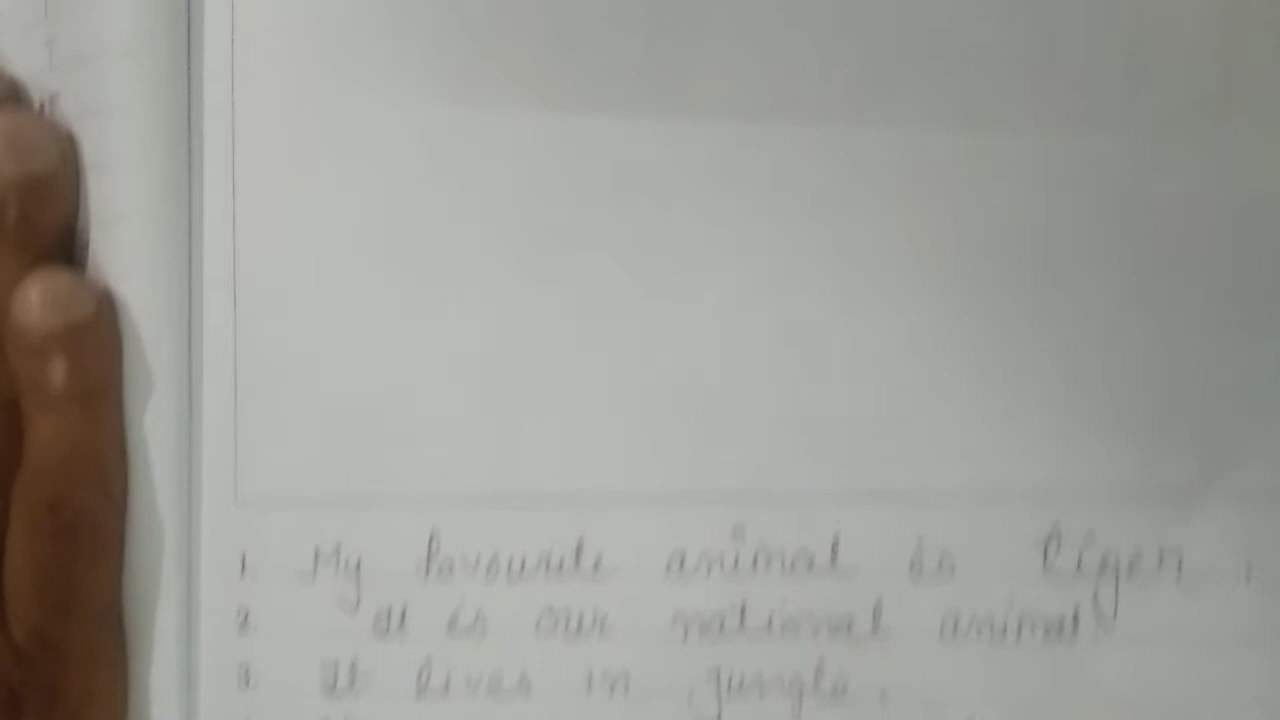 1. My favourite animal is tiger.
2. It is our national animal
3. It lives in jungle.